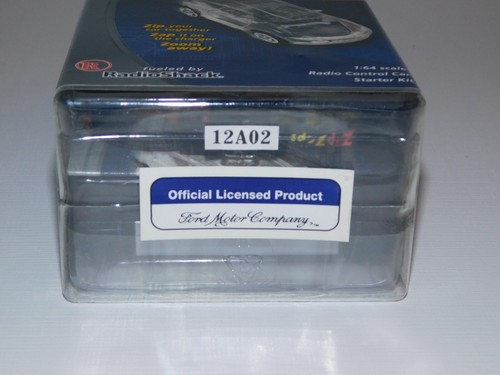 Zip your
car together
Zap it on
the charger
Zoom
away!
R
fueled by
RadioShack
1:64 scale
Radio Control Car
Starter Kit
12A02
Official Licensed Product
Ford Motor Company